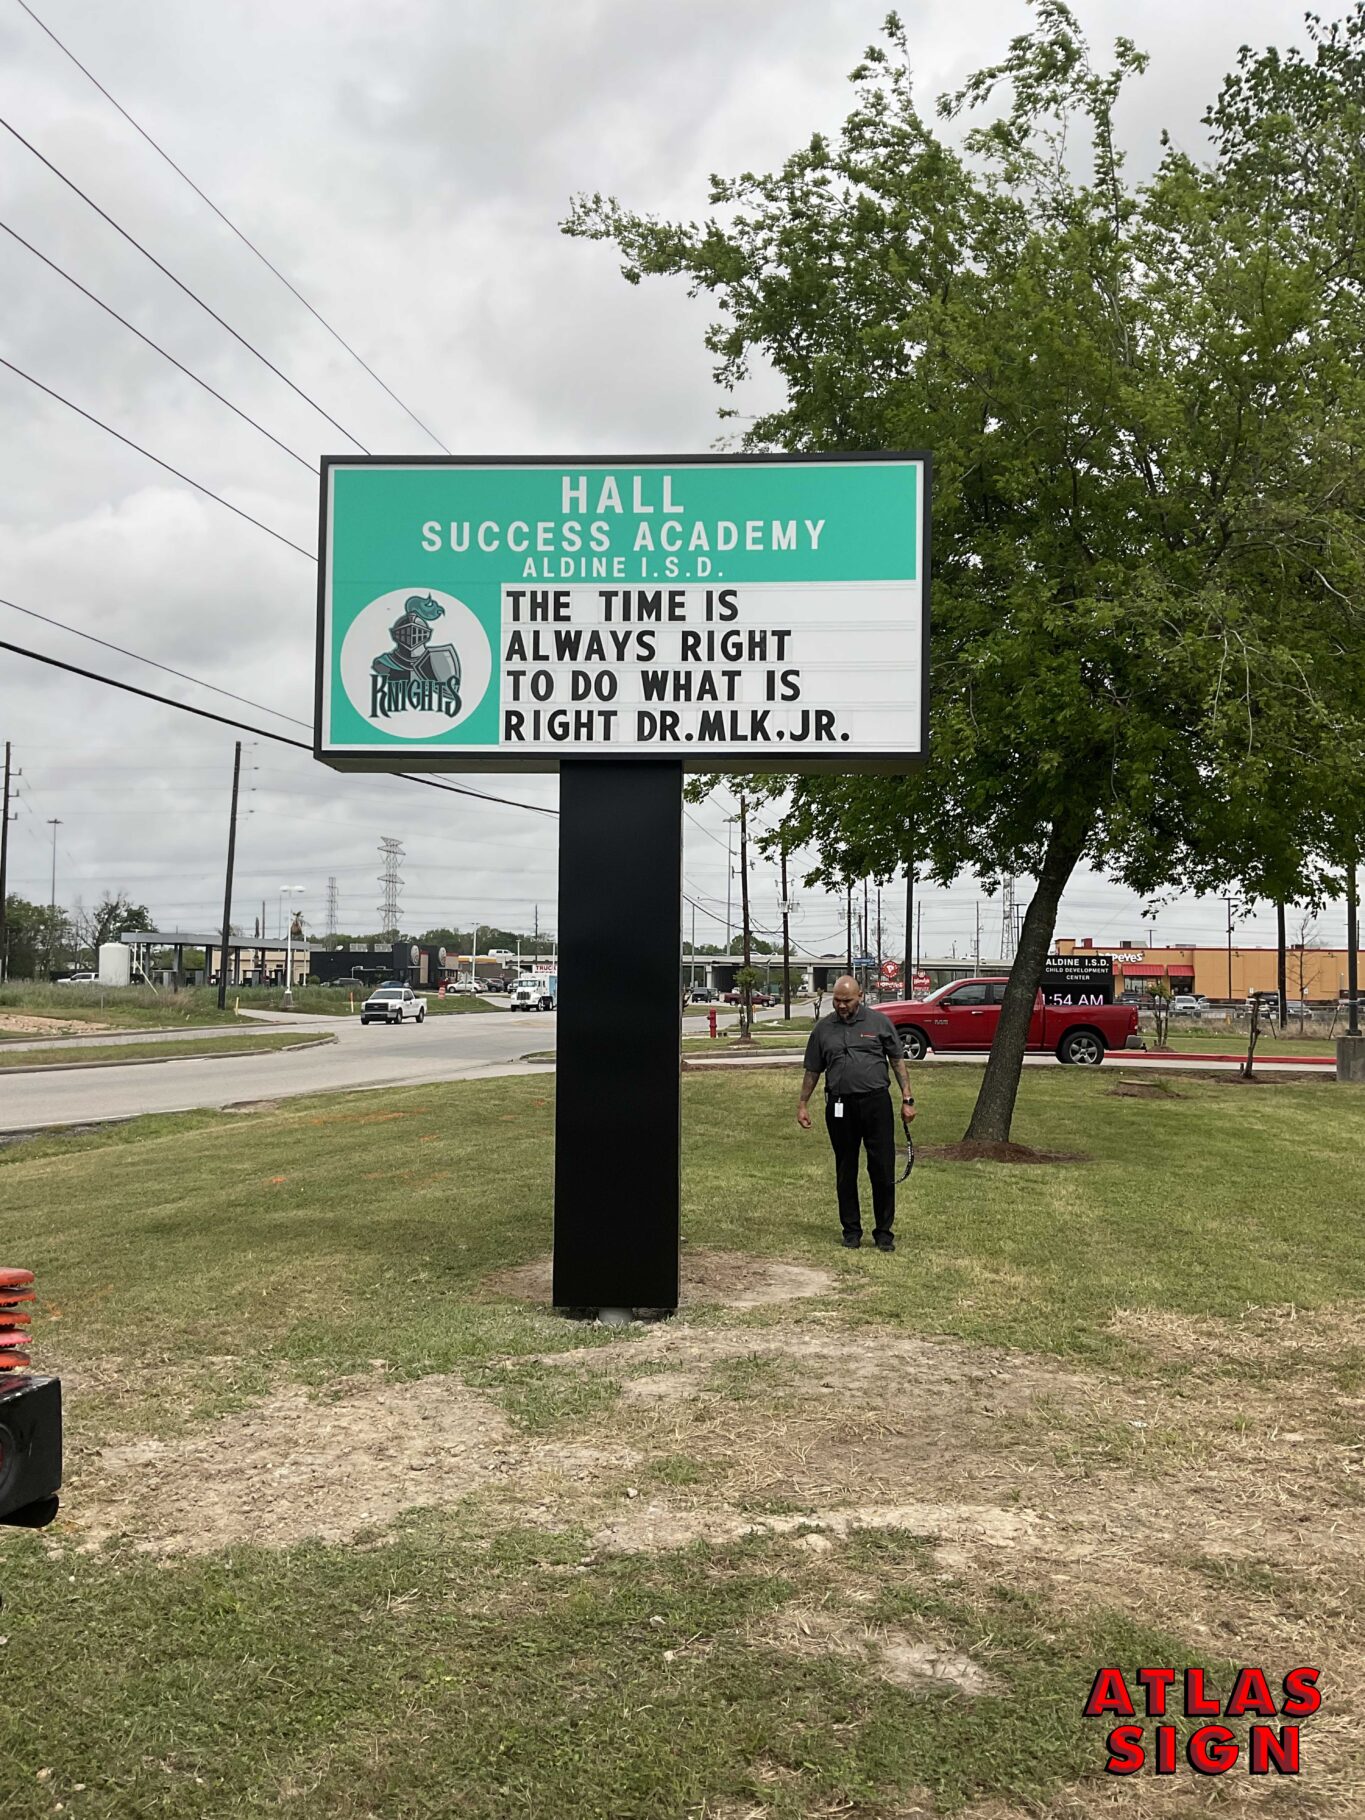 HALL
SUCCESS ACADEMY
ALDINE I.S.D.
THE TIME IS
ALWAYS RIGHT
TO DO WHAT IS
RIGHT DR.MLK,JR.
KNIGHTS
ALDINE I.S.D.
CHILD DEVELOPMENT
CENTER
:54 AM
ATLAS
SIGN